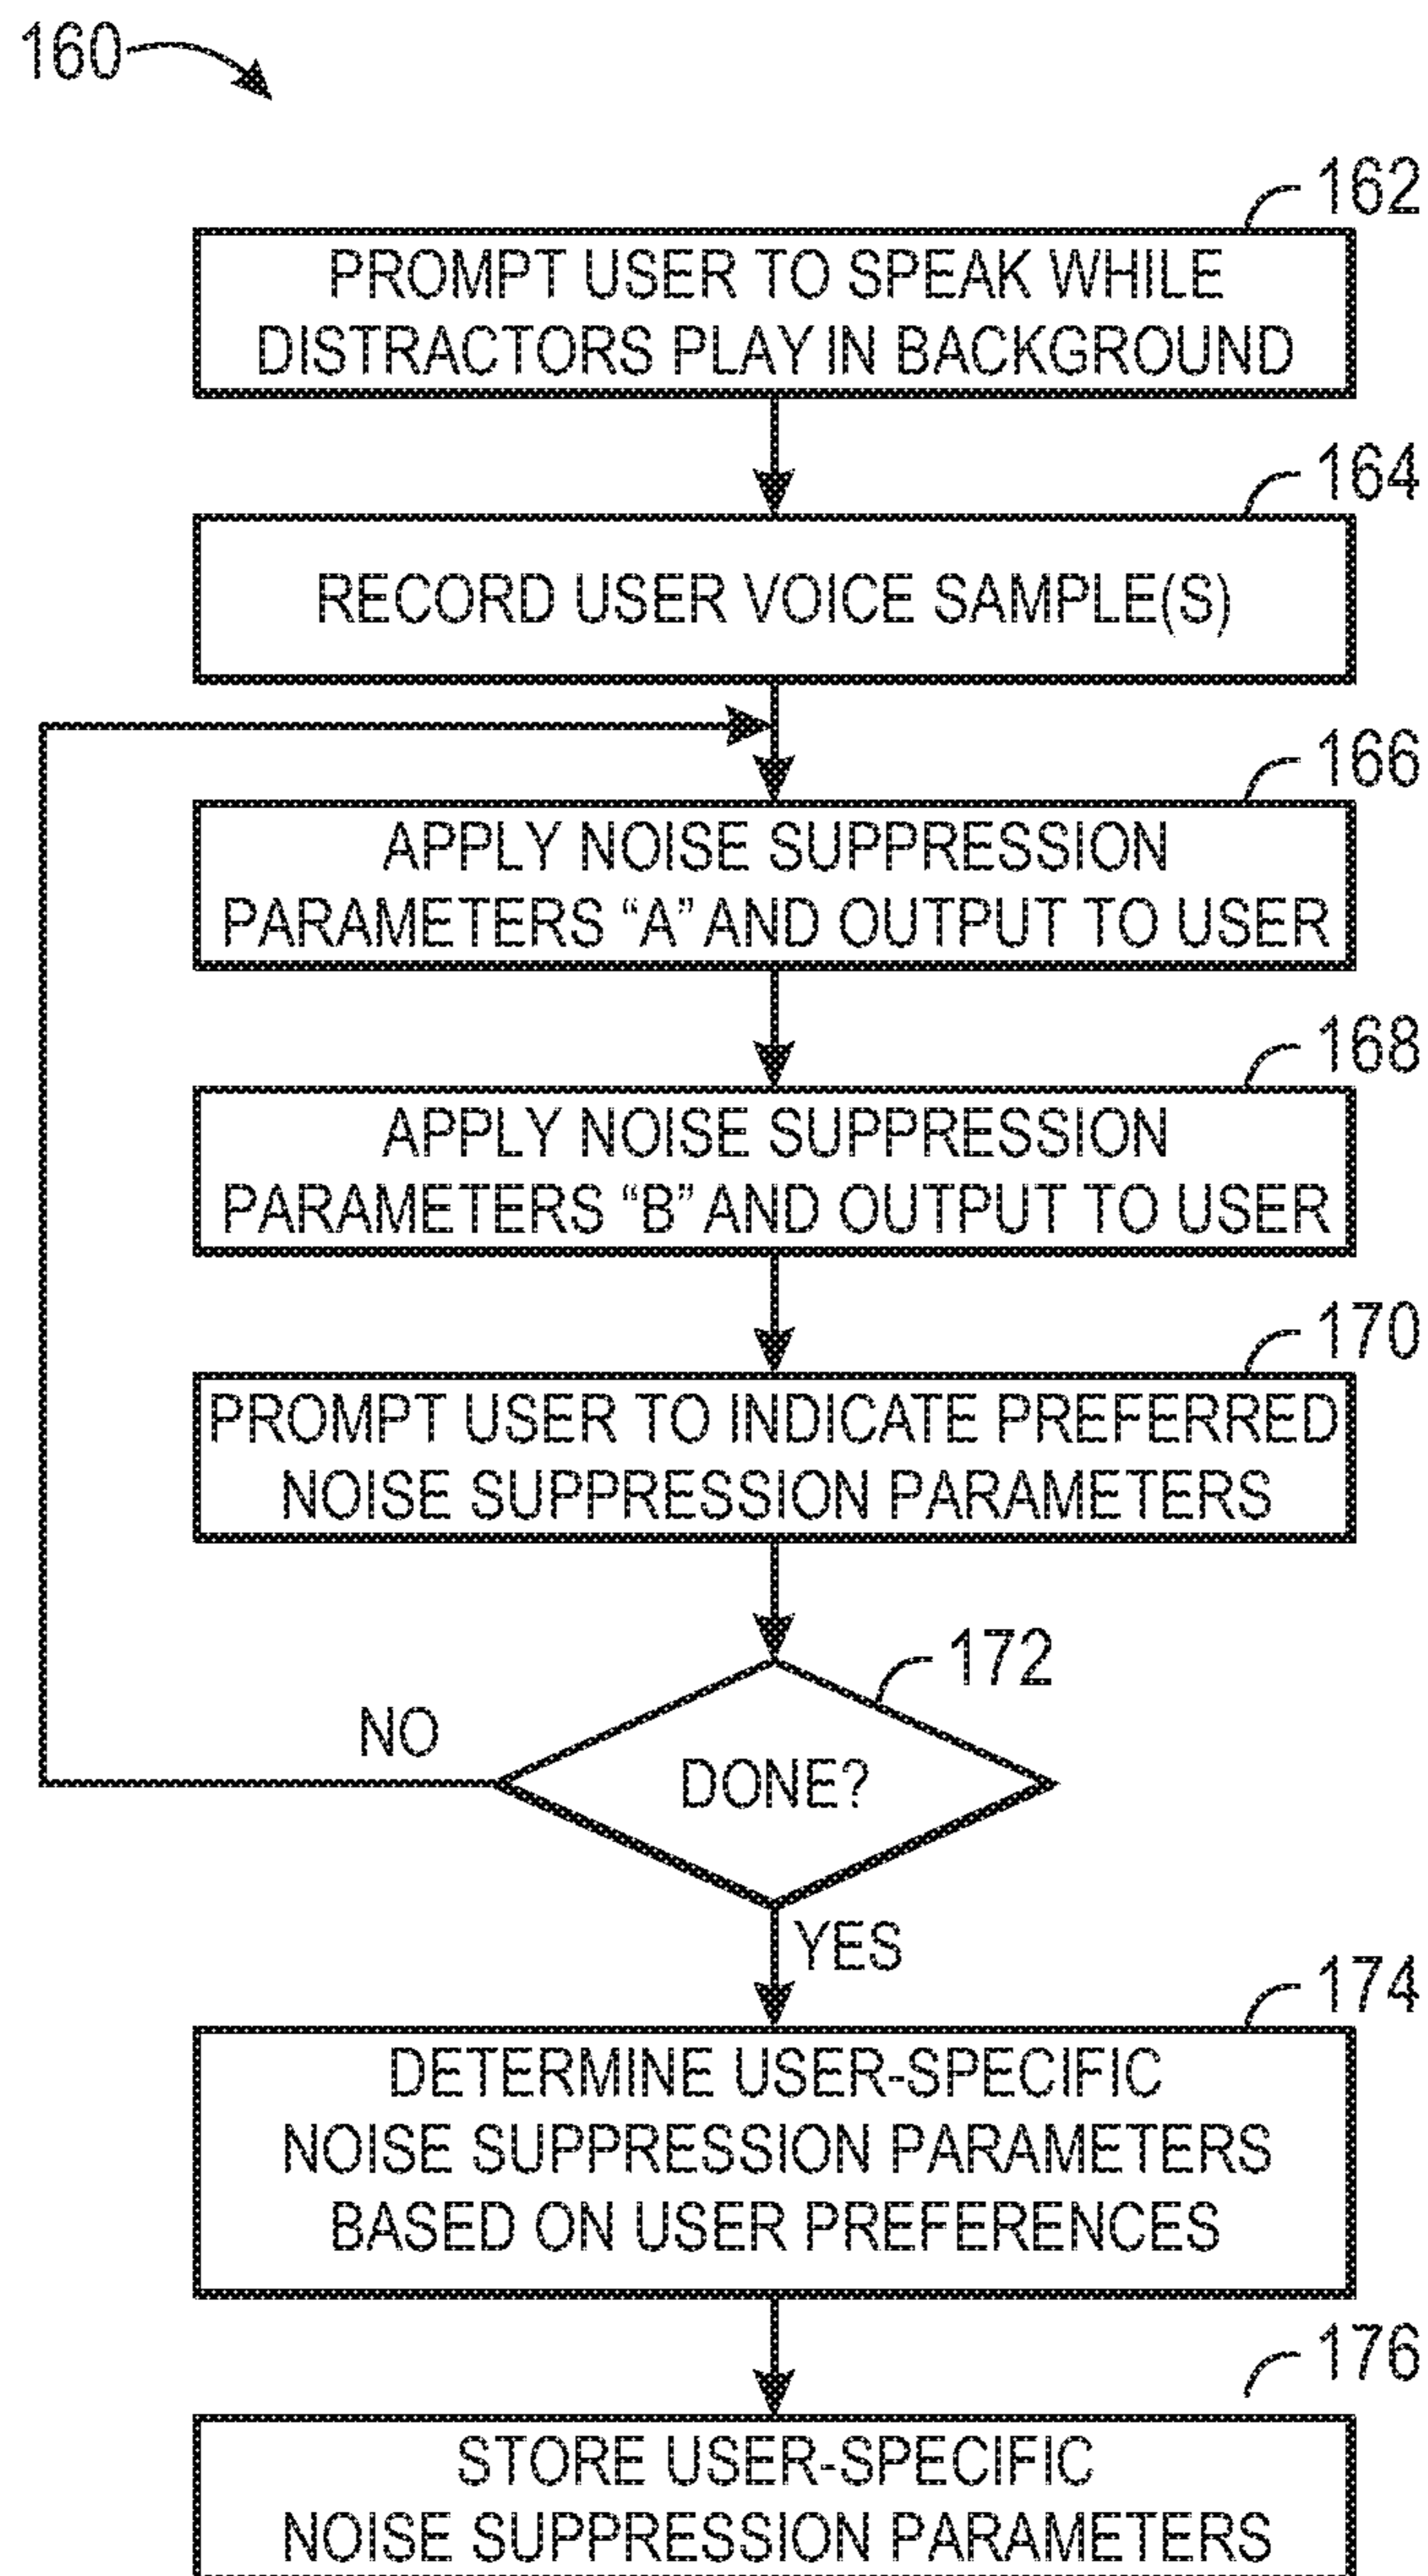 160
162
PROMPT USER TO SPEAK WHILE
DISTRACTORS PLAY IN BACKGROUND
164
RECORD USER VOICE SAMPLE(S)
166
APPLY NOISE SUPPRESSION
PARAMETERS “A” AND OUTPUT TO USER
168
APPLY NOISE SUPPRESSION
PARAMETERS “B” AND OUTPUT TO USER
170
PROMPT USER TO INDICATE PREFERRED
NOISE SUPPRESSION PARAMETERS
172
NO
DONE?
YES
174
DETERMINE USER-SPECIFIC
NOISE SUPPRESSION PARAMETERS
BASED ON USER PREFERENCES
176
STORE USER-SPECIFIC
NOISE SUPPRESSION PARAMETERS